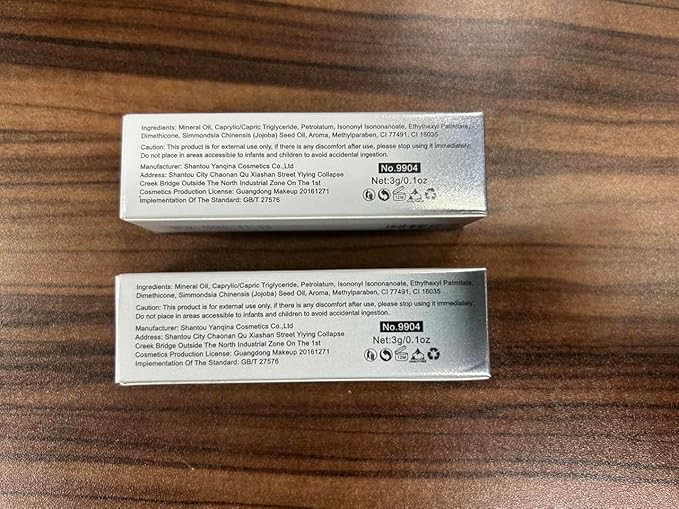 Ingredients: Mineral Oil, Caprylic/Capric Triglyceride, Petrolatum, Isononyl Isononanoate, Ethylhexyl Palmitate,
Dimethicone, Simmondsia Chinensis (Jojoba) Seed Oil, Aroma, Methylparaben, CI 77491, CI 16035
Caution: This product is for external use only, if there is any discomfort after use, please stop using it immediately;
Do not place in areas accessible to infants and children to avoid accidental ingestion.
Manufacturer: Shantou Yanqina Cosmetics Co.,Ltd
Address: Shantou City Chaonan Qu Xiashan Street Yiying Collapse
Creek Bridge Outside The North Industrial Zone On The 1st
Cosmetics Production License: Guangdong Makeup 20161271
Implementation Of The Standard: GB/T 27576
No.9904
Net:3g/0.1oz
12M
Ingredients: Mineral Oil, Caprylic/Capric Triglyceride, Petrolatum, Isononyl Isononanoate, Ethylhexyl Palmitate,
Dimethicone, Simmondsia Chinensis (Jojoba) Seed Oil, Aroma, Methylparaben, CI 77491, CI 16035
Caution: This product is for external use only, if there is any discomfort after use, please stop using it immediately;
Do not place in areas accessible to infants and children to avoid accidental ingestion.
Manufacturer: Shantou Yanqina Cosmetics Co.,Ltd
Address: Shantou City Chaonan Qu Xiashan Street Yiying Collapse
Creek Bridge Outside The North Industrial Zone On The 1st
Cosmetics Production License: Guangdong Makeup 20161271
Implementation Of The Standard: GB/T 27576
No.9904
Net:3g/0.1oz
12M